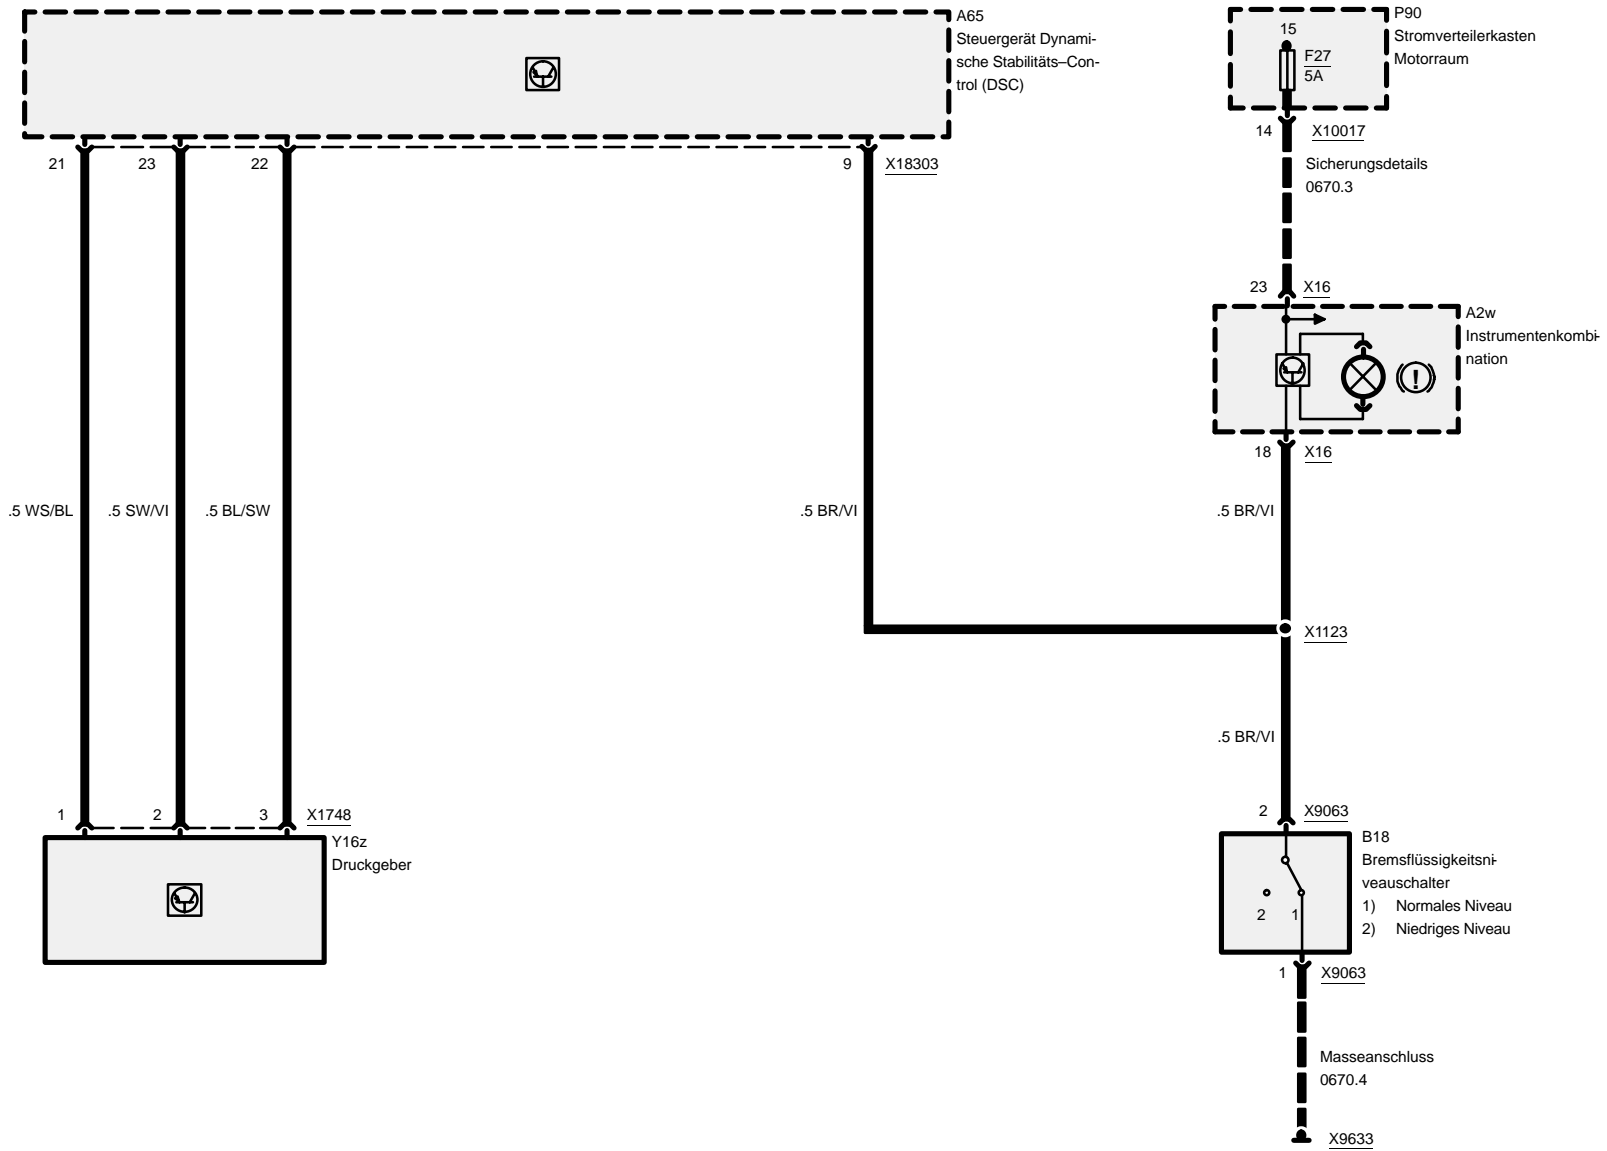 A65
Steuergerät Dynami-
sche Stabilitäts–Con-
trol (DSC)
P90
Stromverteilerkasten
Motorraum
15
F27
5A
14
X10017
Sicherungsdetails
0670.3
21
23
22
9
X18303
23
X16
A2w
Instrumentenkombi-
nation
18
X16
.5 WS/BL
.5 SW/VI
.5 BL/SW
.5 BR/VI
.5 BR/VI
X1123
.5 BR/VI
1
2
3
X1748
Y16z
Druckgeber
2
X9063
B18
Bremsflüssigkeitsni-
veauschalter
1) Normales Niveau
2) Niedriges Niveau
2
1
1
X9063
Masseanschluss
0670.4
X9633